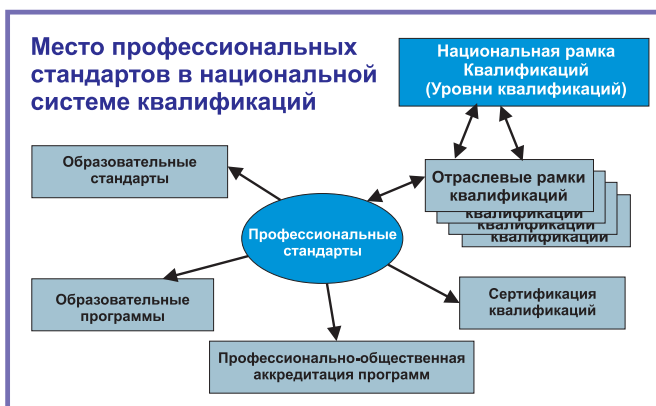 Место профессиональных
стандартов в национальной
системе квалификаций
Национальная рамка
Квалификаций
(Уровни квалификаций)
Образовательные
стандарты
Отраслевые рамки
квалификаций
квалификации
квалификации
квалификации
Профессиональные
стандарты
Образовательные
программы
Сертификация
квалификаций
Профессионально-общественная
аккредитация программ